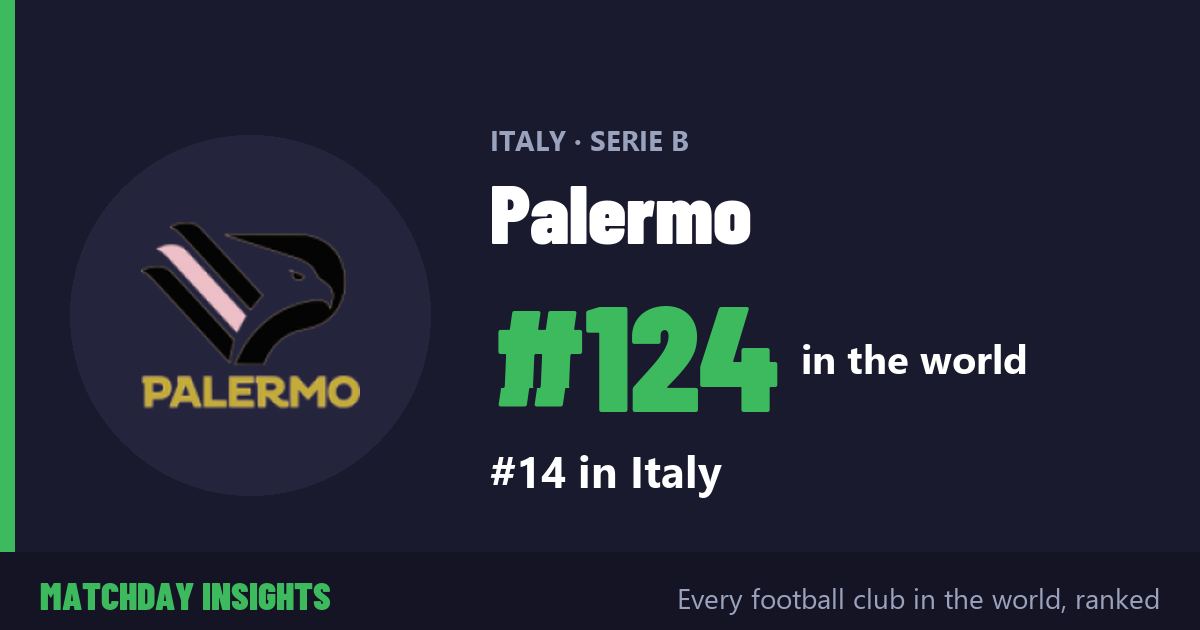 ITALY · SERIE B
Palermo
PALERMO
#124 in the world
#14 in Italy
MATCHDAY INSIGHTS
Every football club in the world, ranked